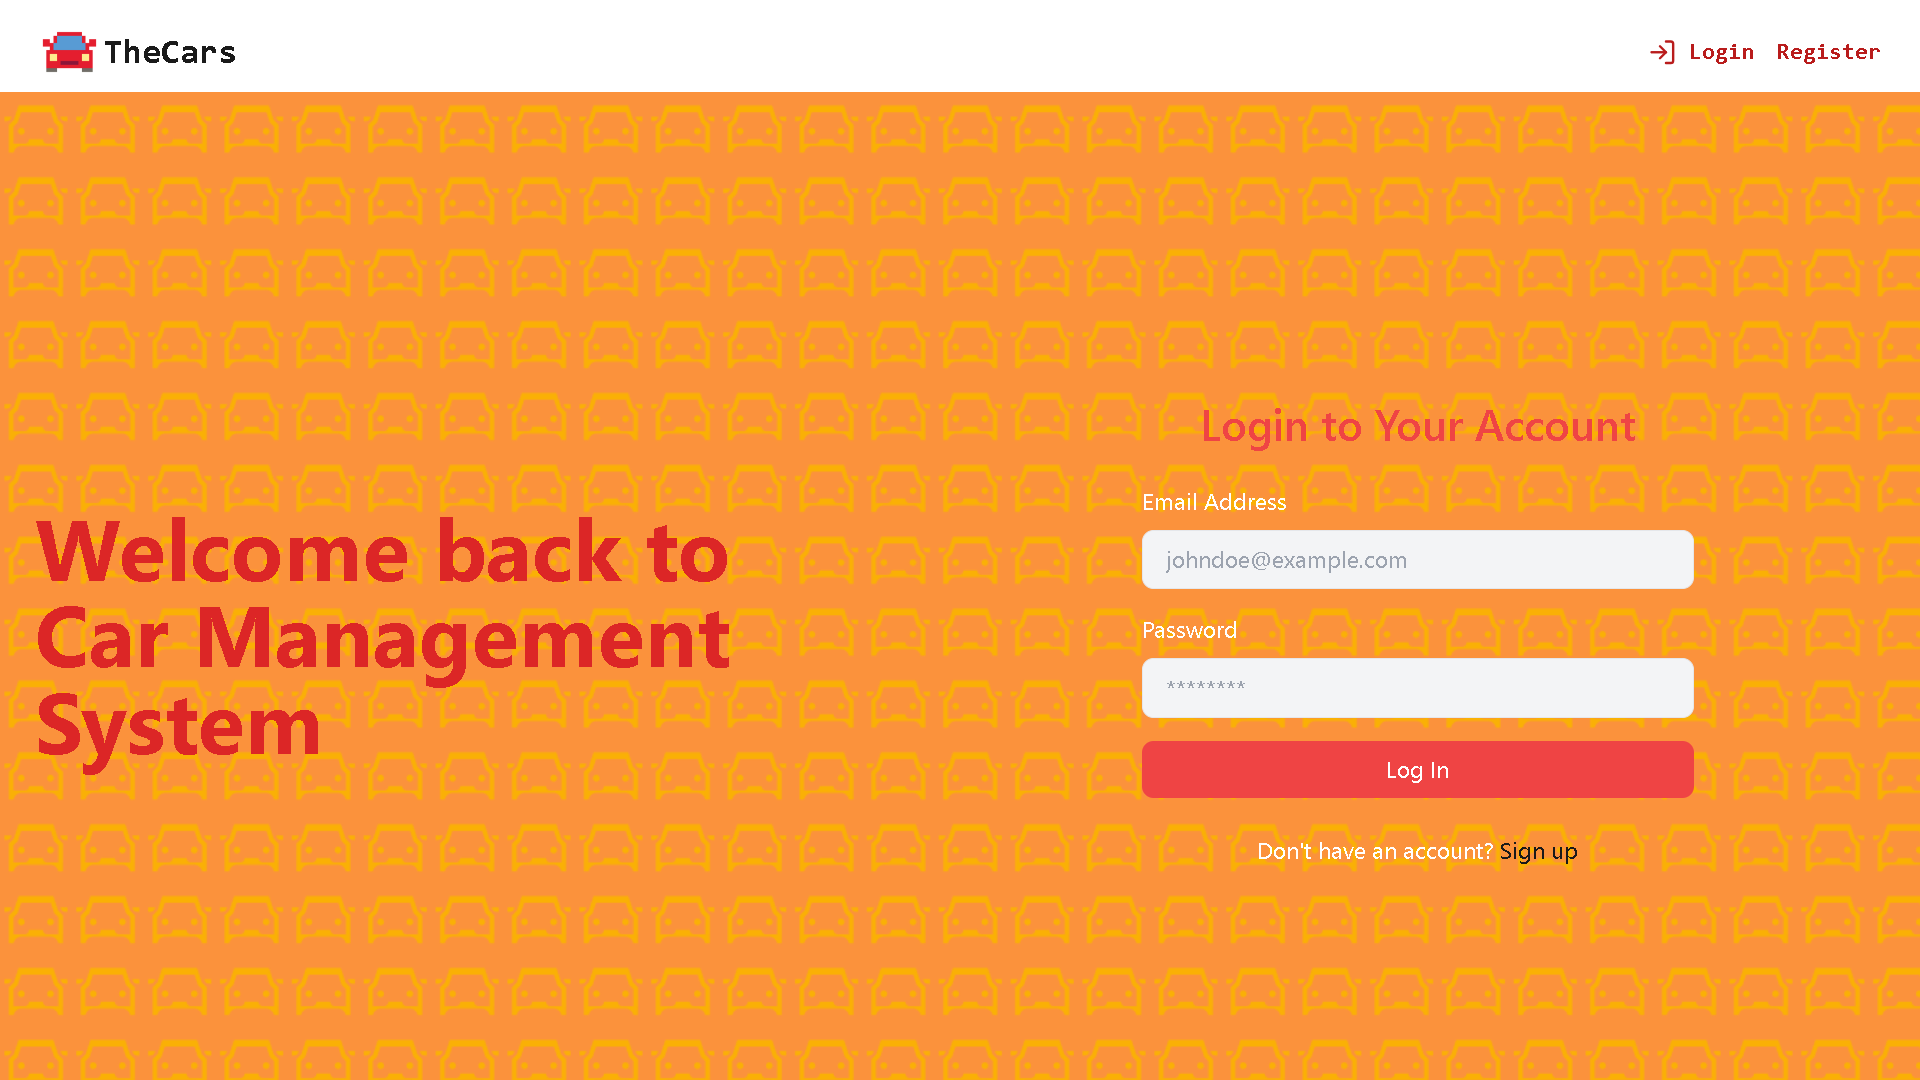 TheCars
Login Register
Welcome back to
Car Management
System
Login to Your Account
Email Address
johndoe@example.com
Password
********
Log In
Don't have an account? Sign up